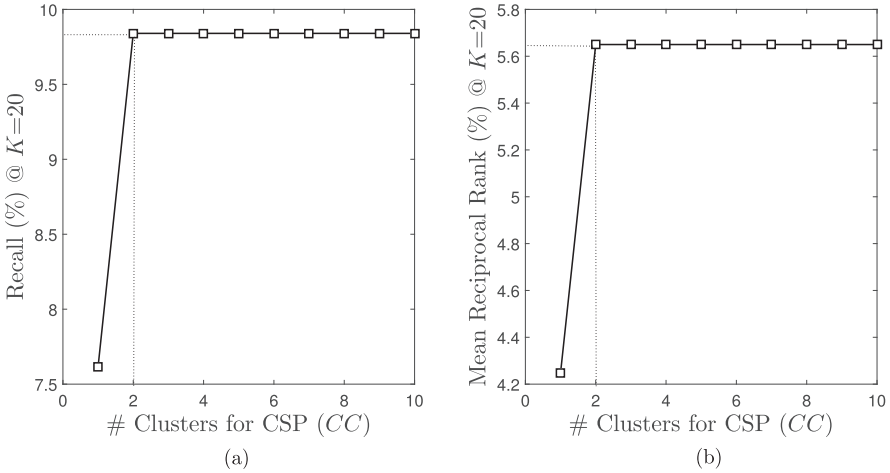 10
9.5
9
8.5
8
7.5
0 2 4 6 8 10
Recall (%) @ K=20
# Clusters for CSP (CC)
(a)
5.8
5.6
5.4
5.2
5
4.8
4.6
4.4
4.2
0 2 4 6 8 10
Mean Reciprocal Rank (%) @ K=20
# Clusters for CSP (CC)
(b)